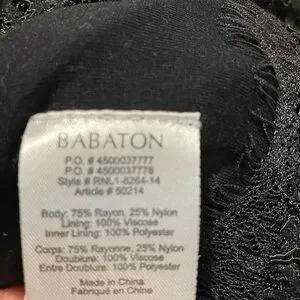 BABATON
P.O. # 4500037777
P.O. # 4500037778
Style # RNL1-8264-14
Article # 50214
Body: 75% Rayon, 25% Nylon
Lining: 100% Viscose
Inner Lining: 100% Polyester
Corps: 75% Rayonne, 25% Nylon
Doublure: 100% Viscose
Entre Doublure: 100% Polyester
Made in China
Fabriqué en Chine